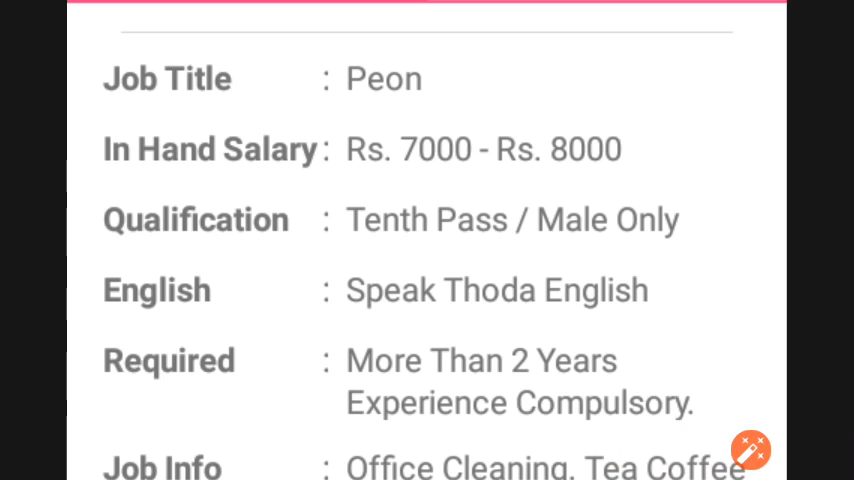 Job Title : Peon
In Hand Salary : Rs. 7000 - Rs. 8000
Qualification : Tenth Pass / Male Only
English : Speak Thoda English
Required : More Than 2 Years
Experience Compulsory.
Job Info : Office Cleaning, Tea Coffee